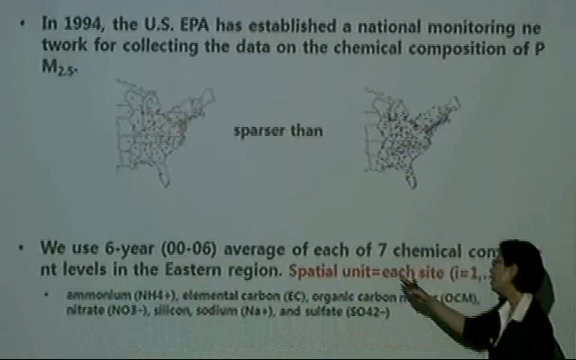 In 1994, the U.S. EPA has established a national monitoring ne
twork for collecting the data on the chemical composition of P
M2.5.
sparser than
We use 6-year (00-06) average of each of 7 chemical con
nt levels in the Eastern region. Spatial unit=each site (i=1,.
ammonium (NH4+), elemental carbon (EC), organic carbon (OCM),
nitrate (NO3-), silicon, sodium (Na+), and sulfate (SO42-)